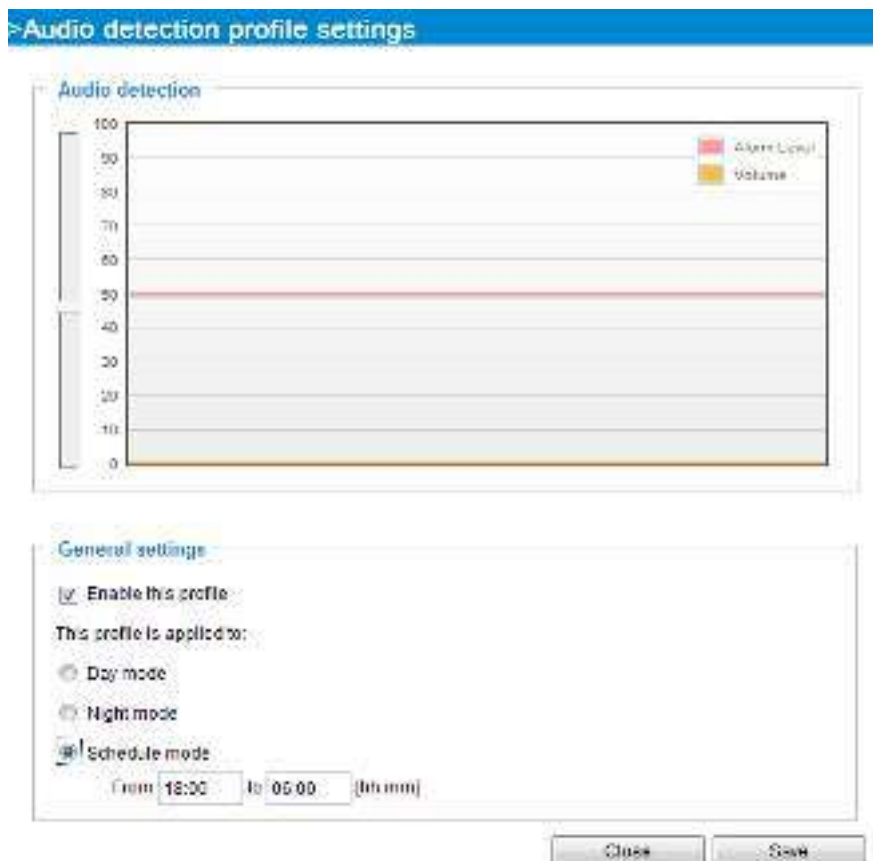 >Audio detection profile settings
Audio detection
100
90
80
70
60
50
40
30
20
10
0
Alarm Level
Volume
General settings
Enable this profile
This profile is applied to:
Day mode
Night mode
Schedule mode
From 18:00 to 06:00 [hh:mm]
Close Save